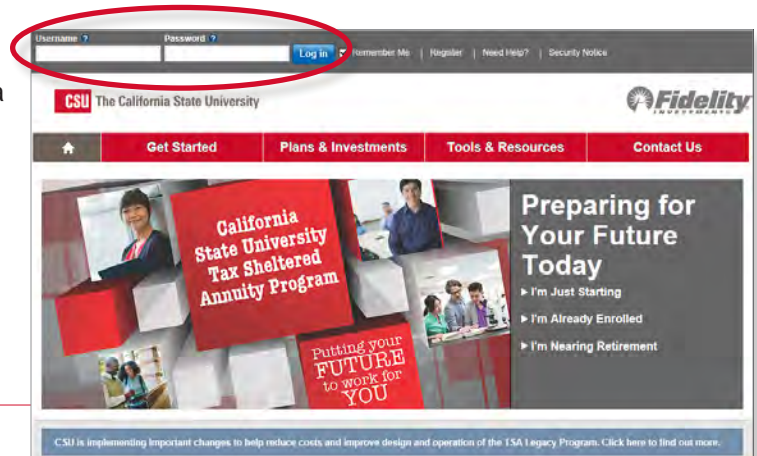 Username ? Password ?
Log in Remember Me | Register | Need Help? | Security Notice
a
CSU The California State University
Fidelity
INVESTMENTS
Get Started Plans & Investments Tools & Resources Contact Us
California
State University
Tax Sheltered
Annuity Program
Putting your
FUTURE
to work for
YOU
Preparing for
Your Future
Today
I'm Just Starting
I'm Already Enrolled
I'm Nearing Retirement
CSU is implementing important changes to help reduce costs and improve design and operation of the TSA Legacy Program. Click here to find out more.